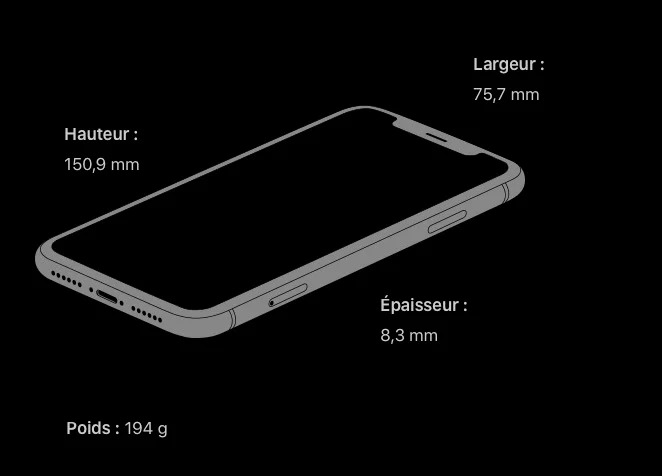 Largeur :
75,7 mm
Hauteur :
150,9 mm
Épaisseur :
8,3 mm
Poids : 194 g